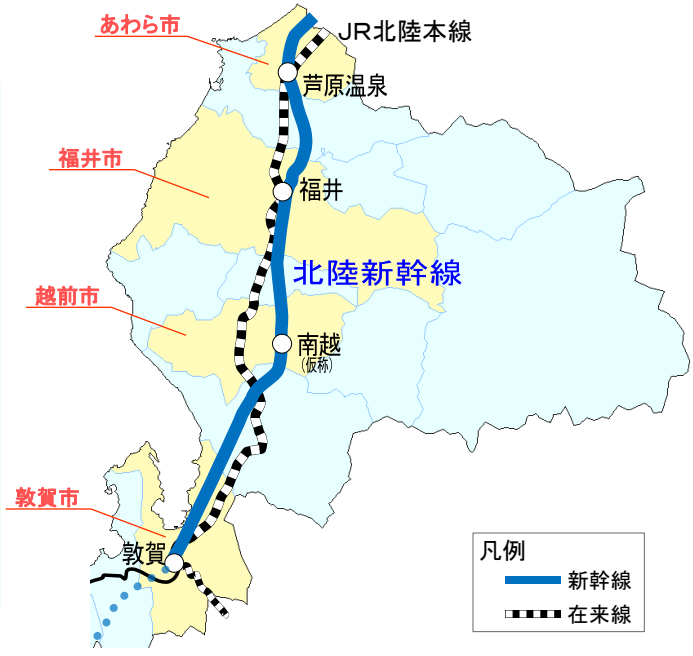 あわら市
JR北陸本線
芦原温泉
福井市
福井
北陸新幹線
越前市
南越
(仮称)
敦賀市
敦賀
凡例
新幹線
在来線